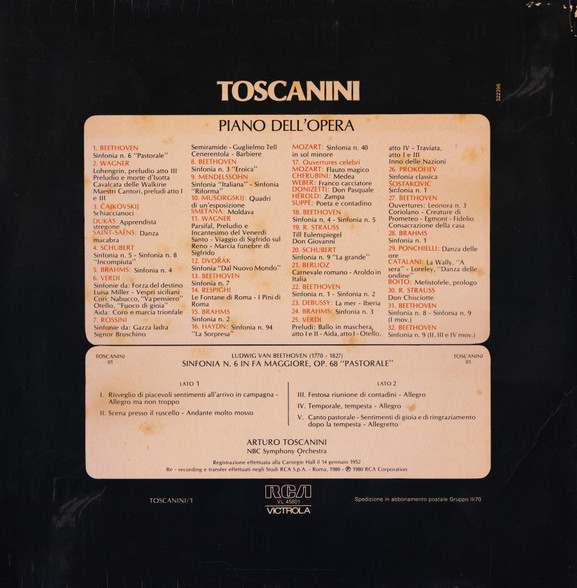 TOSCANINI
322396
PIANO DELL'OPERA
1. BEETHOVEN
Sinfonia n. 6 "Pastorale"
2. WAGNER
Lohengrin, preludio atto III
Preludio e morte d'Isotta
Cavalcata delle Walkirie
Maestri Cantori, preludi atto I
e III
3. ČAJKOVSKIJ
Schiaccianoci
DUKAS: Apprendista
stregone
SAINT-SAËNS: Danza
macabra
4. SCHUBERT
Sinfonia n. 5 - Sinfonia n. 8
"Incompiuta"
5. BRAHMS: Sinfonia n. 4
6. VERDI
Sinfonie da: Forza del destino
Luisa Miller - Vespri siciliani
Cori: Nabucco, "Va pensiero"
Otello, "Fuoco di gioia"
Aida: Coro e marcia trionfale
7. ROSSINI
Sinfonie da: Gazza ladra
Signor Bruschino
Semiramide - Guglielmo Tell
Cenerentola - Barbiere
8. BEETHOVEN
Sinfonia n. 3 "Eroica"
9. MENDELSSOHN
Sinfonia "Italiana" - Sinfonia
"Riforma"
10. MUSORGSKIJ: Quadri
di un'esposizione
SMETANA: Moldava
11. WAGNER
Parsifal, Preludio e
Incantesimo del Venerdì
Santo - Viaggio di Sigfrido sul
Reno - Marcia funebre di
Sigfrido
12. DVOŘÁK
Sinfonia "Dal Nuovo Mondo"
13. BEETHOVEN
Sinfonia n. 7
14. RESPIGHI
Le Fontane di Roma - I Pini di
Roma
15. BRAHMS
Sinfonia n. 2
16. HAYDN: Sinfonia n. 94
"La Sorpresa"
MOZART: Sinfonia n. 40
in sol minore
17. Ouvertures celebri
MOZART: Flauto magico
CHERUBINI: Medea
WEBER: Franco cacciatore
DONIZETTI: Don Pasquale
HÉROLD: Zampa
SUPPÉ: Poeta e contadino
18. BEETHOVEN
Sinfonia n. 4 - Sinfonia n. 5
19. R. STRAUSS
Till Eulenspiegel
Don Giovanni
20. SCHUBERT
Sinfonia n. 9 "La grande"
21. BERLIOZ
Carnevale romano - Aroldo in
Italia
22. BEETHOVEN
Sinfonia n. 1 - Sinfonia n. 2
23. DEBUSSY: La mer - Iberia
24. BRAHMS: Sinfonia n. 3
25. VERDI
Preludi: Ballo in maschera,
atto I e II - Aida, atto I - Otello,
atto IV - Traviata,
atto I e III
Inno delle Nazioni
26. PROKOFIEV
Sinfonia classica
ŠOSTAKOVIČ
Sinfonia n. 1
27. BEETHOVEN
Ouvertures: Leonora n. 3
Coriolano - Creature di
Prometeo - Egmont - Fidelio
Consacrazione della casa
28. BRAHMS
Sinfonia n. 1
29. PONCHIELLI: Danza delle
ore
CATALANI: La Wally, "A
sera" - Loreley, "Danza delle
ondine"
BOITO: Mefistofele, prologo
30. R. STRAUSS
Don Chisciotte
31. BEETHOVEN
Sinfonia n. 8 - Sinfonia n. 9
(I mov.)
32. BEETHOVEN
Sinfonia n. 9 (II, III e IV mov.)
TOSCANINI
01
LUDWIG VAN BEETHOVEN (1770 - 1827)
SINFONIA N. 6 IN FA MAGGIORE, OP. 68 "PASTORALE"
TOSCANINI
01
LATO 1
I. Risveglio di piacevoli sentimenti all'arrivo in campagna -
Allegro ma non troppo
II. Scena presso il ruscello - Andante molto mosso
LATO 2
III. Festosa riunione di contadini - Allegro
IV. Temporale, tempesta - Allegro
V. Canto pastorale - Sentimenti di gioia e di ringraziamento
dopo la tempesta - Allegretto
ARTURO TOSCANINI
NBC Symphony Orchestra
Registrazione effettuata alla Carnegie Hall il 14 gennaio 1952
Re - recording e transfer effettuati negli Studi RCA S.p.A. - Roma, 1980 - Ⓟ 1980 RCA Corporation
TOSCANINI/1
RCA
VL 45801
VICTROLA
Spedizione in abbonamento postale Gruppo III/70